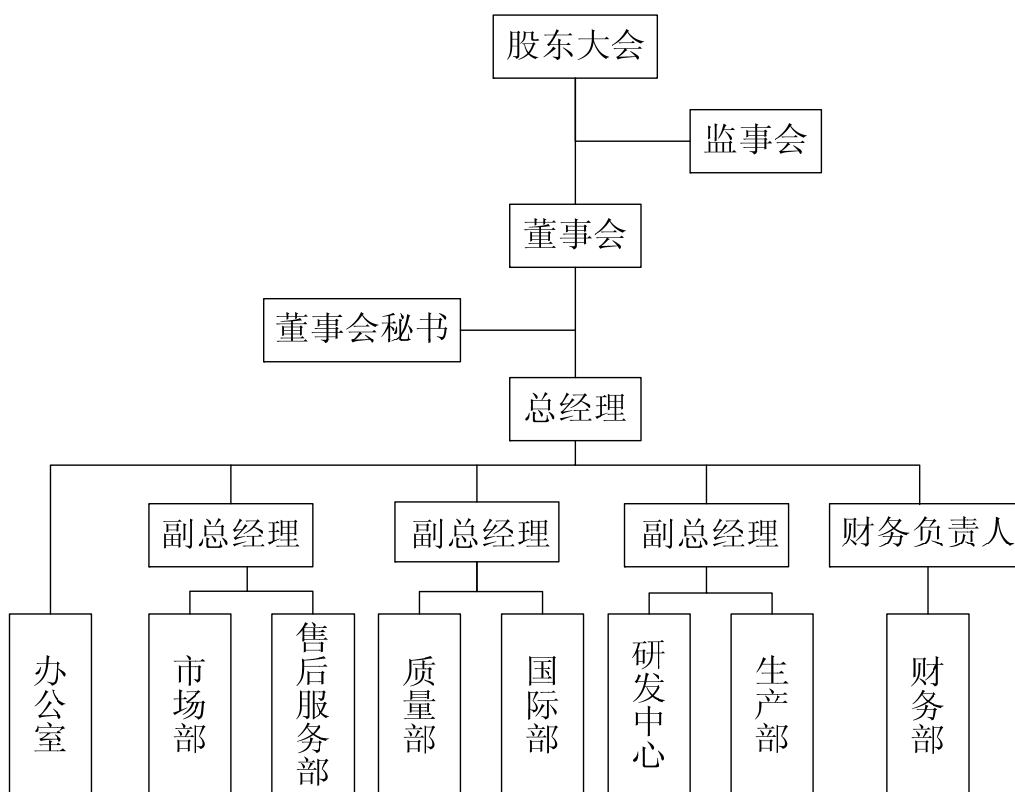 股东大会
监事会
董事会
董事会秘书
总经理
副总经理
副总经理
副总经理
财务负责人
办公室
市场部
售后服务部
质量部
国际部
研发中心
生产部
财务部